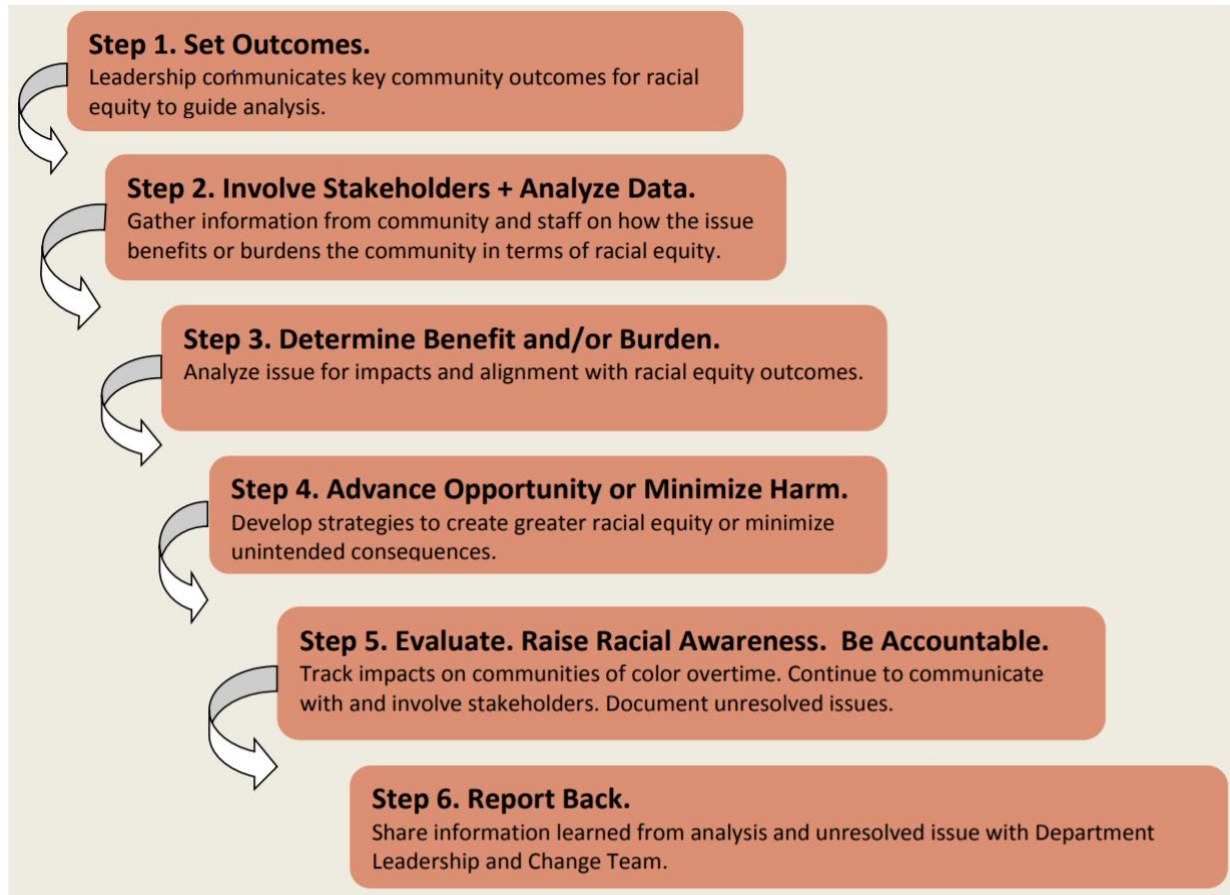 Step 1. Set Outcomes.
Leadership communicates key community outcomes for racial
equity to guide analysis.
Step 2. Involve Stakeholders + Analyze Data.
Gather information from community and staff on how the issue
benefits or burdens the community in terms of racial equity.
Step 3. Determine Benefit and/or Burden.
Analyze issue for impacts and alignment with racial equity outcomes.
Step 4. Advance Opportunity or Minimize Harm.
Develop strategies to create greater racial equity or minimize
unintended consequences.
Step 5. Evaluate. Raise Racial Awareness.  Be Accountable.
Track impacts on communities of color overtime. Continue to communicate
with and involve stakeholders. Document unresolved issues.
Step 6. Report Back.
Share information learned from analysis and unresolved issue with Department
Leadership and Change Team.